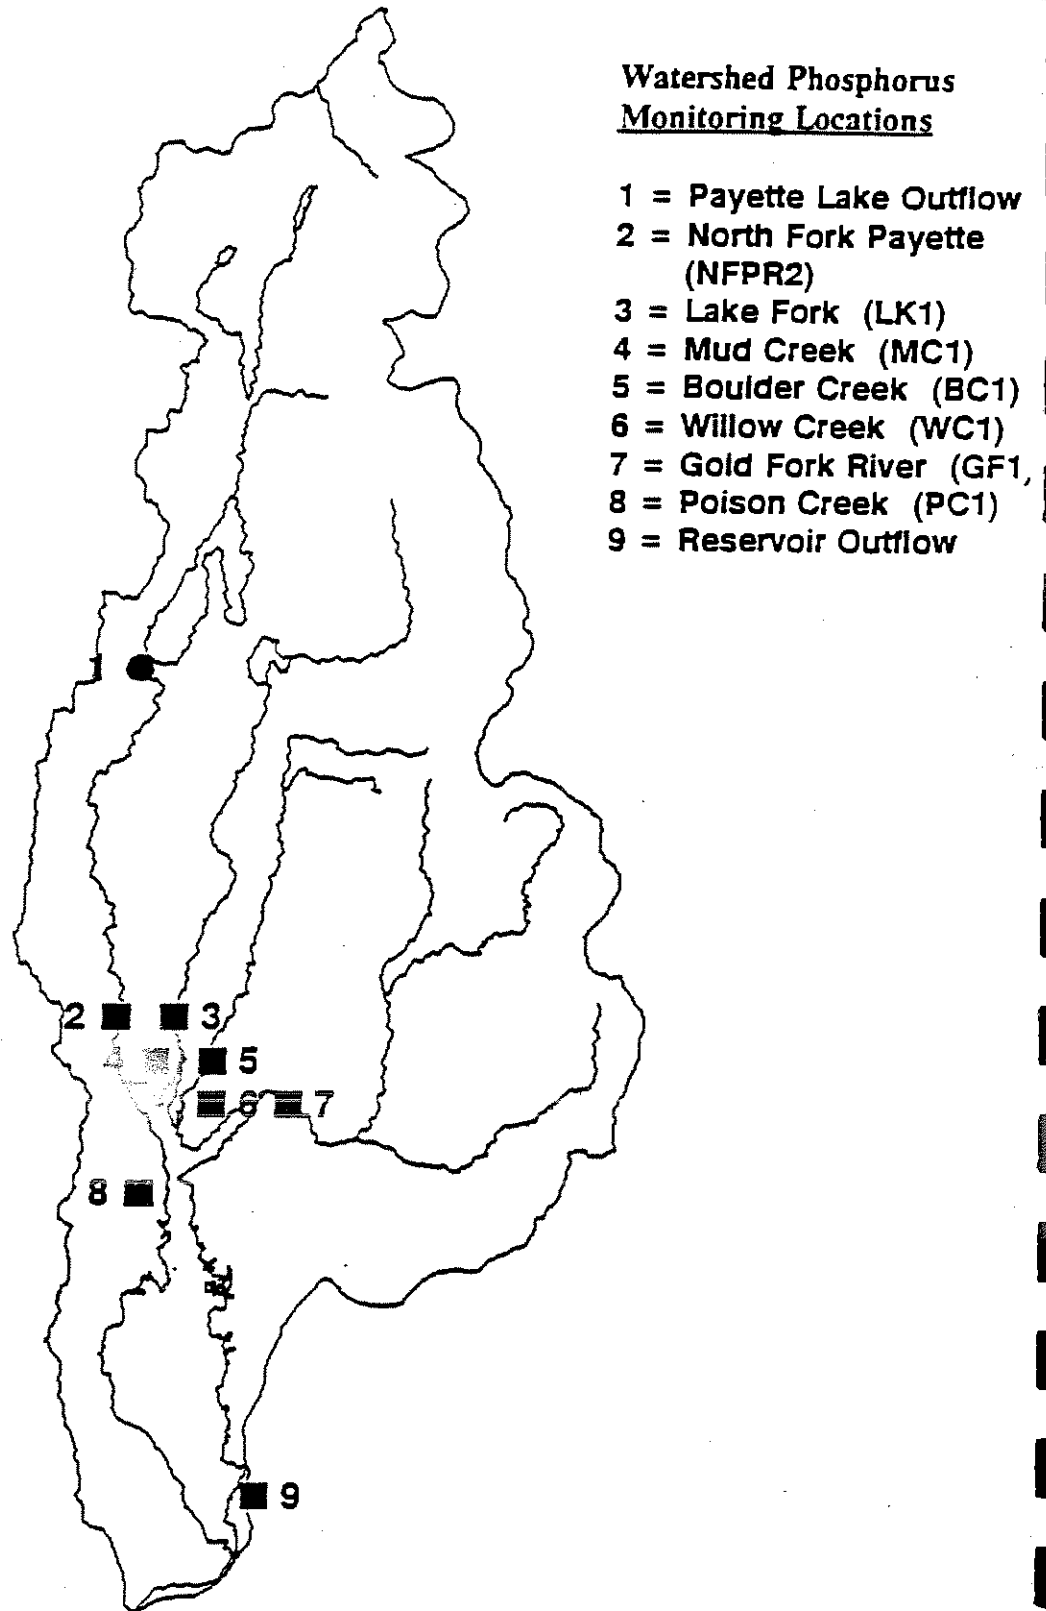 Watershed Phosphorus
Monitoring Locations
1 = Payette Lake Outflow
2 = North Fork Payette
(NFPR2)
3 = Lake Fork (LK1)
4 = Mud Creek (MC1)
5 = Boulder Creek (BC1)
6 = Willow Creek (WC1)
7 = Gold Fork River (GF1,
8 = Poison Creek (PC1)
9 = Reservoir Outflow
1
2 3
4 5
6 7
8
9